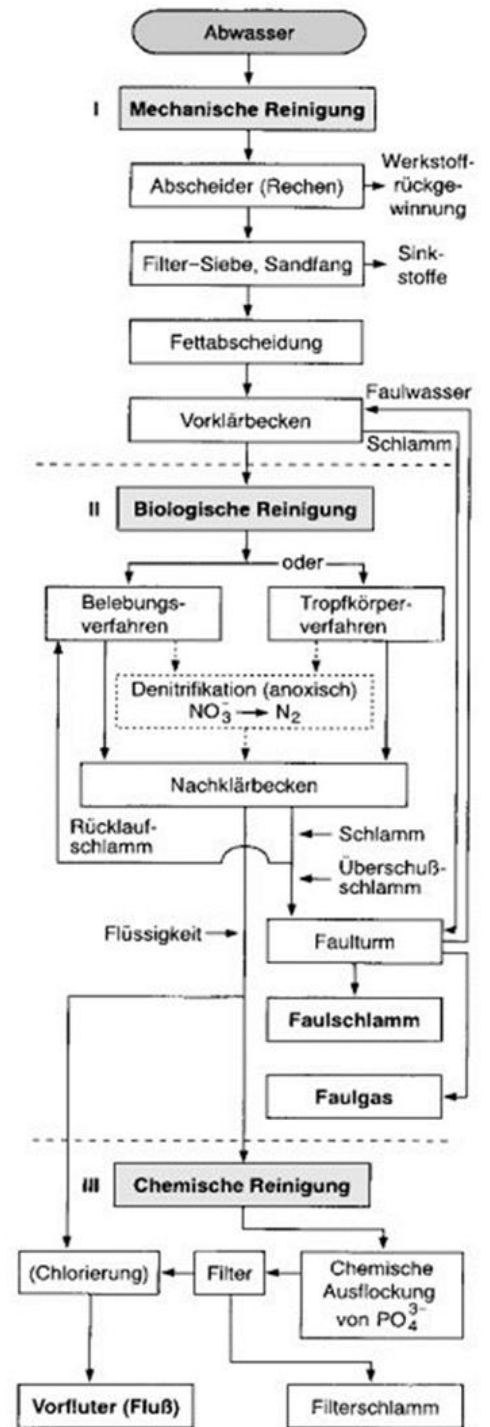 Abwasser
I Mechanische Reinigung
Abscheider (Rechen)
Werkstoff-
rückge-
winnung
Filter-Siebe, Sandfang
Sink-
stoffe
Fettabscheidung
Faulwasser
Vorklärbecken
Schlamm
II Biologische Reinigung
oder
Belebungs-
verfahren
Tropfkörper-
verfahren
Denitrifikation (anoxisch)
NO₃⁻ → N₂
Nachklärbecken
Rücklauf-
schlamm
Schlamm
Überschuß-
schlamm
Flüssigkeit
Faulturm
Faulschlamm
Faulgas
III Chemische Reinigung
(Chlorierung)
Filter
Chemische
Ausflockung
von PO₄³⁻
Vorfluter (Fluß)
Filterschlamm